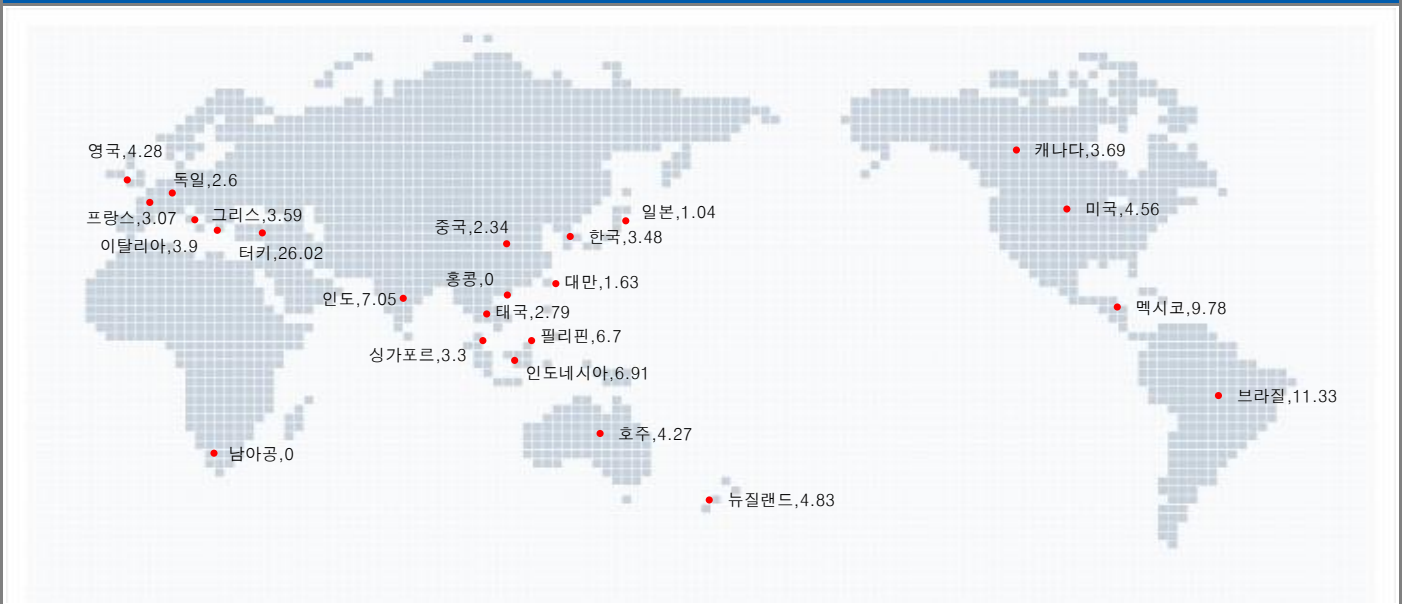 영국,4.28
캐나다,3.69
독일,2.6
미국,4.56
일본,1.04
프랑스,3.07
그리스,3.59
중국,2.34
한국,3.48
이탈리아,3.9
터키,26.02
홍콩,0
대만,1.63
인도,7.05
멕시코,9.78
태국,2.79
필리핀,6.7
싱가포르,3.3
인도네시아,6.91
브라질,11.33
호주,4.27
남아공,0
뉴질랜드,4.83